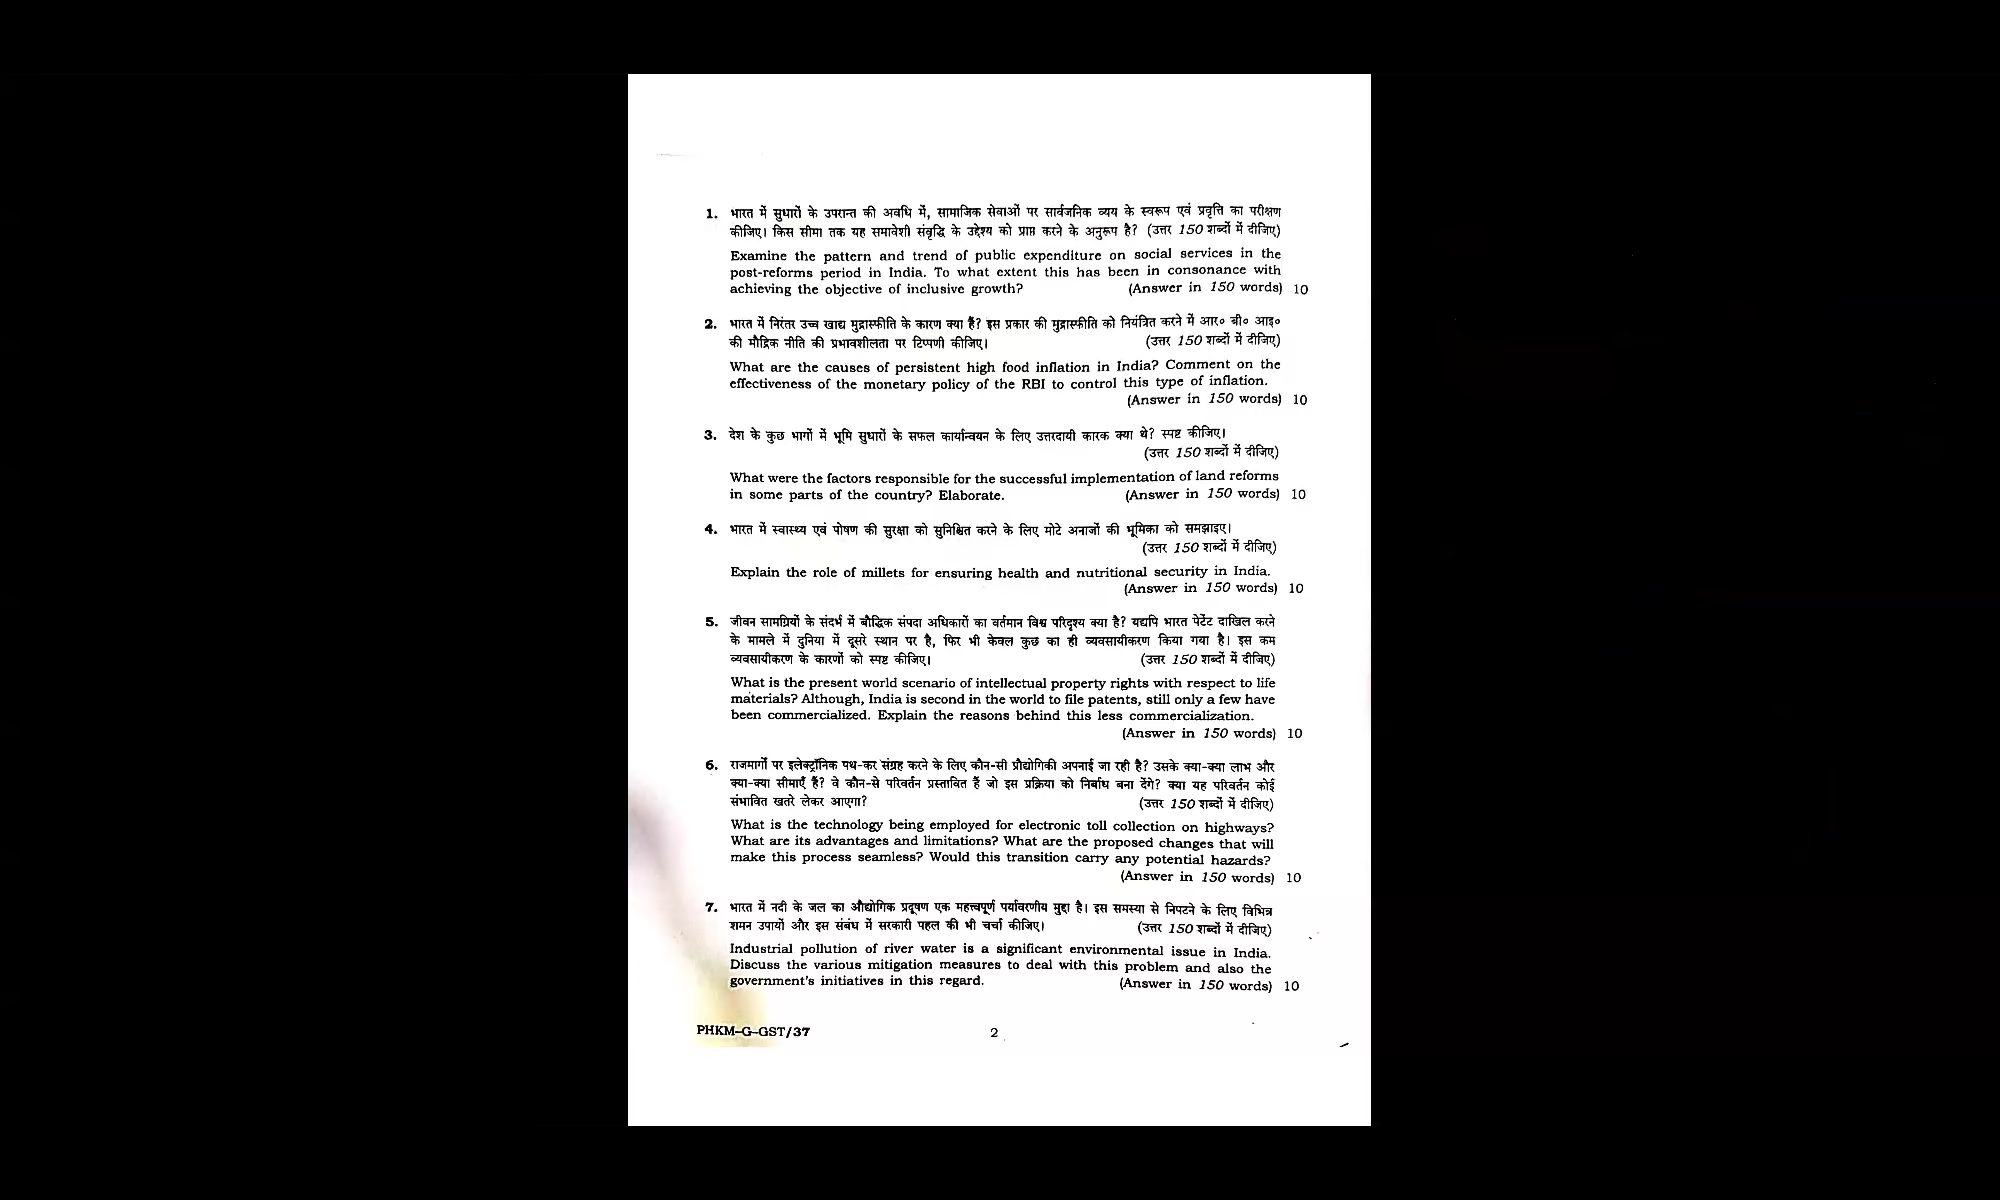 1. भारत में सुधारों के उपरान्त की अवधि में, सामाजिक सेवाओं पर सार्वजनिक व्यय के स्वरूप एवं प्रवृत्ति का परीक्षण
कीजिए। किस सीमा तक यह समावेशी संवृद्धि के उद्देश्य को प्राप्त करने के अनुरूप है? (उत्तर 150 शब्दों में दीजिए)
Examine the pattern and trend of public expenditure on social services in the
post-reforms period in India. To what extent this has been in consonance with
achieving the objective of inclusive growth? (Answer in 150 words) 10
2. भारत में निरंतर उच्च खाद्य मुद्रास्फीति के कारण क्या हैं? इस प्रकार की मुद्रास्फीति को नियंत्रित करने में आर॰ बी॰ आइ॰
की मौद्रिक नीति की प्रभावशीलता पर टिप्पणी कीजिए। (उत्तर 150 शब्दों में दीजिए)
What are the causes of persistent high food inflation in India? Comment on the
effectiveness of the monetary policy of the RBI to control this type of inflation.
(Answer in 150 words) 10
3. देश के कुछ भागों में भूमि सुधारों के सफल कार्यान्वयन के लिए उत्तरदायी कारक क्या थे? स्पष्ट कीजिए।
(उत्तर 150 शब्दों में दीजिए)
What were the factors responsible for the successful implementation of land reforms
in some parts of the country? Elaborate. (Answer in 150 words) 10
4. भारत में स्वास्थ्य एवं पोषण की सुरक्षा को सुनिश्चित करने के लिए मोटे अनाजों की भूमिका को समझाइए।
(उत्तर 150 शब्दों में दीजिए)
Explain the role of millets for ensuring health and nutritional security in India.
(Answer in 150 words) 10
5. जीवन सामग्रियों के संदर्भ में बौद्धिक संपदा अधिकारों का वर्तमान विश्व परिदृश्य क्या है? यद्यपि भारत पेटेंट दाखिल करने
के मामले में दुनिया में दूसरे स्थान पर है, फिर भी केवल कुछ का ही व्यवसायीकरण किया गया है। इस कम
व्यवसायीकरण के कारणों को स्पष्ट कीजिए। (उत्तर 150 शब्दों में दीजिए)
What is the present world scenario of intellectual property rights with respect to life
materials? Although, India is second in the world to file patents, still only a few have
been commercialized. Explain the reasons behind this less commercialization.
(Answer in 150 words) 10
6. राजमार्गों पर इलेक्ट्रॉनिक पथ-कर संग्रह करने के लिए कौन-सी प्रौद्योगिकी अपनाई जा रही है? उसके क्या-क्या लाभ और
क्या-क्या सीमाएँ हैं? वे कौन-से परिवर्तन प्रस्तावित हैं जो इस प्रक्रिया को निर्बाध बना देंगे? क्या यह परिवर्तन कोई
संभावित खतरे लेकर आएगा? (उत्तर 150 शब्दों में दीजिए)
What is the technology being employed for electronic toll collection on highways?
What are its advantages and limitations? What are the proposed changes that will
make this process seamless? Would this transition carry any potential hazards?
(Answer in 150 words) 10
7. भारत में नदी के जल का औद्योगिक प्रदूषण एक महत्त्वपूर्ण पर्यावरणीय मुद्दा है। इस समस्या से निपटने के लिए विभिन्न
शमन उपायों और इस संबंध में सरकारी पहल की भी चर्चा कीजिए। (उत्तर 150 शब्दों में दीजिए)
Industrial pollution of river water is a significant environmental issue in India.
Discuss the various mitigation measures to deal with this problem and also the
government's initiatives in this regard. (Answer in 150 words) 10
PHKM-G-GST/37 2